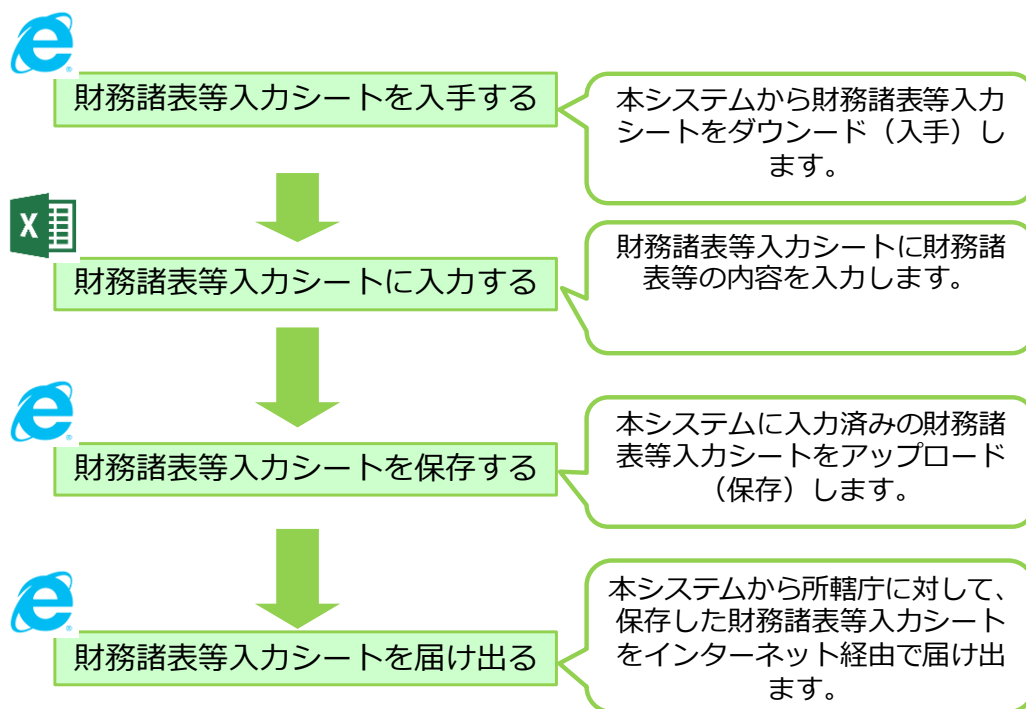 財務諸表等入力シートを入手する
本システムから財務諸表等入力
シートをダウンード（入手）し
ます。
財務諸表等入力シートに入力する
財務諸表等入力シートに財務諸
表等の内容を入力します。
財務諸表等入力シートを保存する
本システムに入力済みの財務諸
表等入力シートをアップロード
（保存）します。
財務諸表等入力シートを届け出る
本システムから所轄庁に対して、
保存した財務諸表等入力シート
をインターネット経由で届け出
ます。